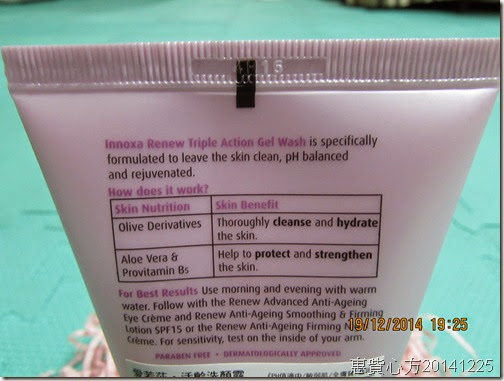 15
Innoxa Renew Triple Action Gel Wash is specifically
formulated to leave the skin clean, pH balanced
and rejuvenated.
How does it work?
Skin Nutrition Skin Benefit
Olive Derivatives Thoroughly cleanse and hydrate
the skin.
Aloe Vera & Help to protect and strengthen
Provitamin B5 the skin.
For Best Results Use morning and evening with warm
water. Follow with the Renew Advanced Anti-Ageing
Eye Crème and Renew Anti-Ageing Smoothing & Firming
Lotion SPF15 or the Renew Anti-Ageing Firming
Crème. For sensitivity, test on the inside of your arm.
19/12/2014 19:25
PARABEN FREE • DERMATOLOGICALLY APPROVED
惠質心方20141225